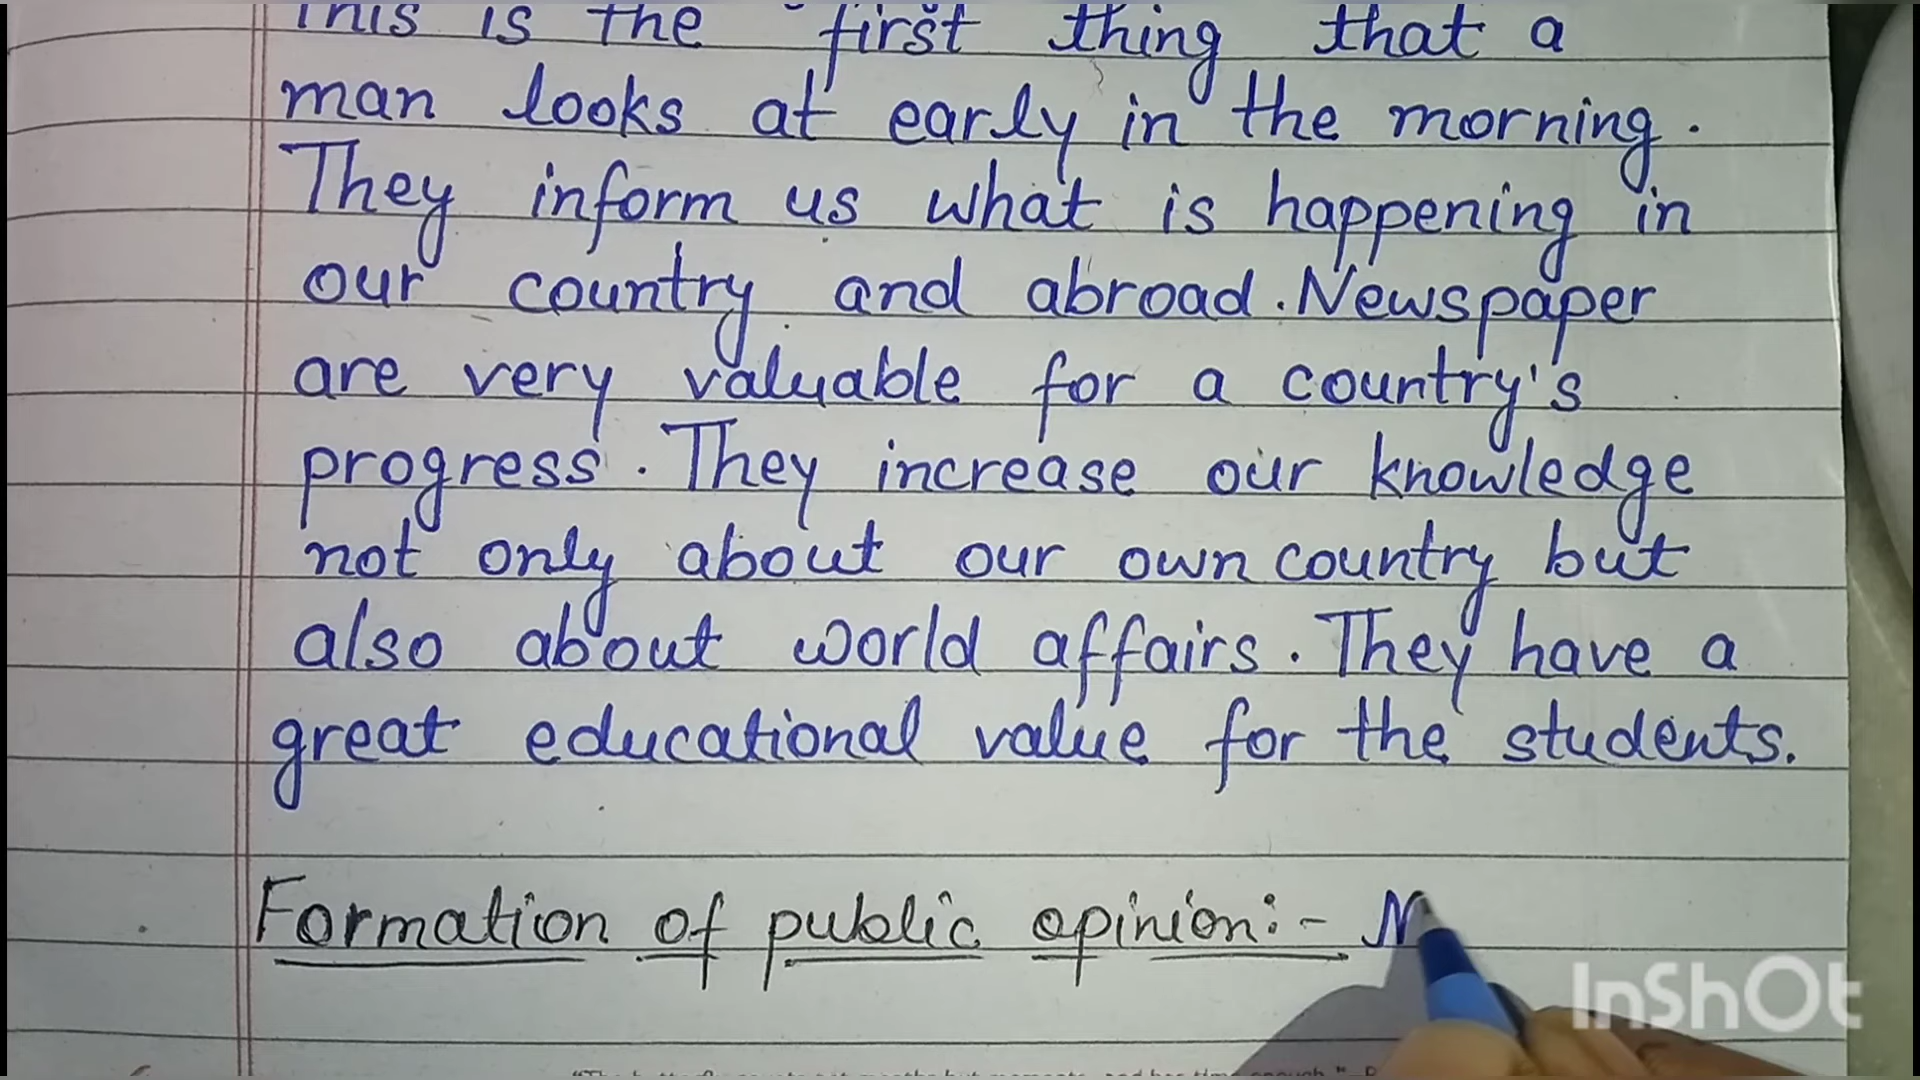 This is the first thing that a
man looks at early in the morning.
They inform us what is happening in
our country and abroad. Newspaper
are very valuable for a country's
progress. They increase our knowledge
not only about our own country but
also about world affairs. They have a
great educational value for the students.
Formation of public opinion:- N
InShOt